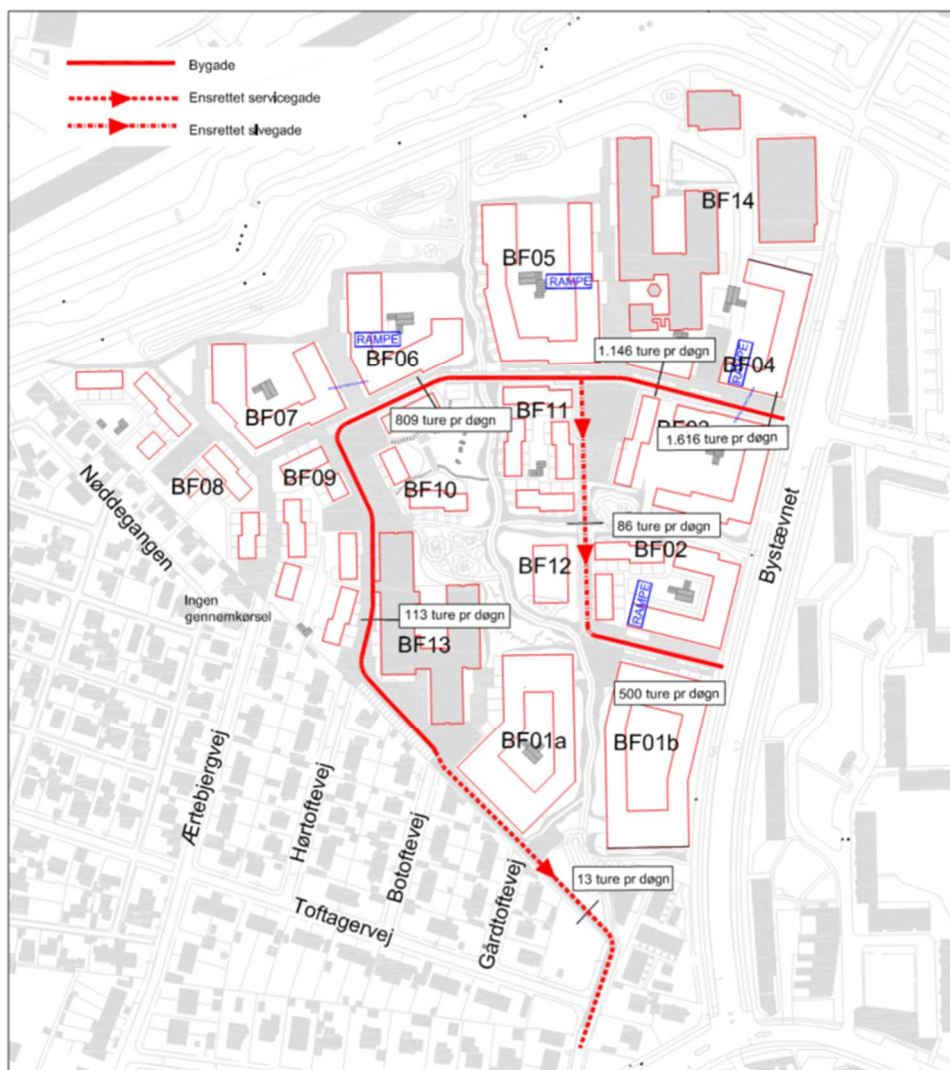 Bygade
Ensrettet servicegade
Ensrettet sivegade
BF14
BF05
RAMPE
1.146 ture pr døgn
RAMPE
BF06
BF04
RAMPE
BF07
809 ture pr døgn
BF11
BF03
1.616 ture pr døgn
BF08
BF09
BF10
Nøddegangen
86 ture pr døgn
Bystævnet
BF02
BF12
RAMPE
Ingen
gennemkørsel
113 ture pr døgn
BF13
500 ture pr døgn
BF01a
BF01b
Ærtebjergvej
Hørtoftevej
Botoftevej
13 ture pr døgn
Toftagervej
Gårdtoftevej